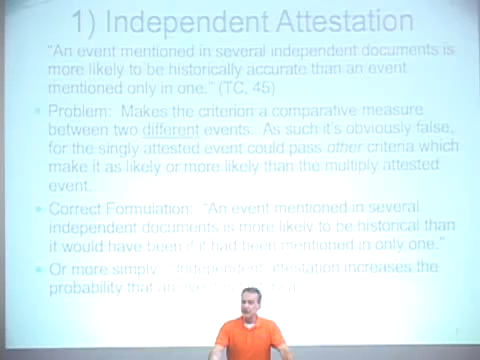 1) Independent Attestation
"An event mentioned in several independent documents is
more likely to be historically accurate than an event
mentioned only in one." (TC, 45)
• Problem: Makes the criterion a comparative measure
between two different events. As such it's obviously false,
for the singly attested event could pass other criteria which
make it as likely or more likely than the multiply attested
event.
• Correct Formulation: "An event mentioned in several
independent documents is more likely to be historical than
it would have been if it had been mentioned in only one."
• Or more simply: Independent attestation increases the
probability that an event is